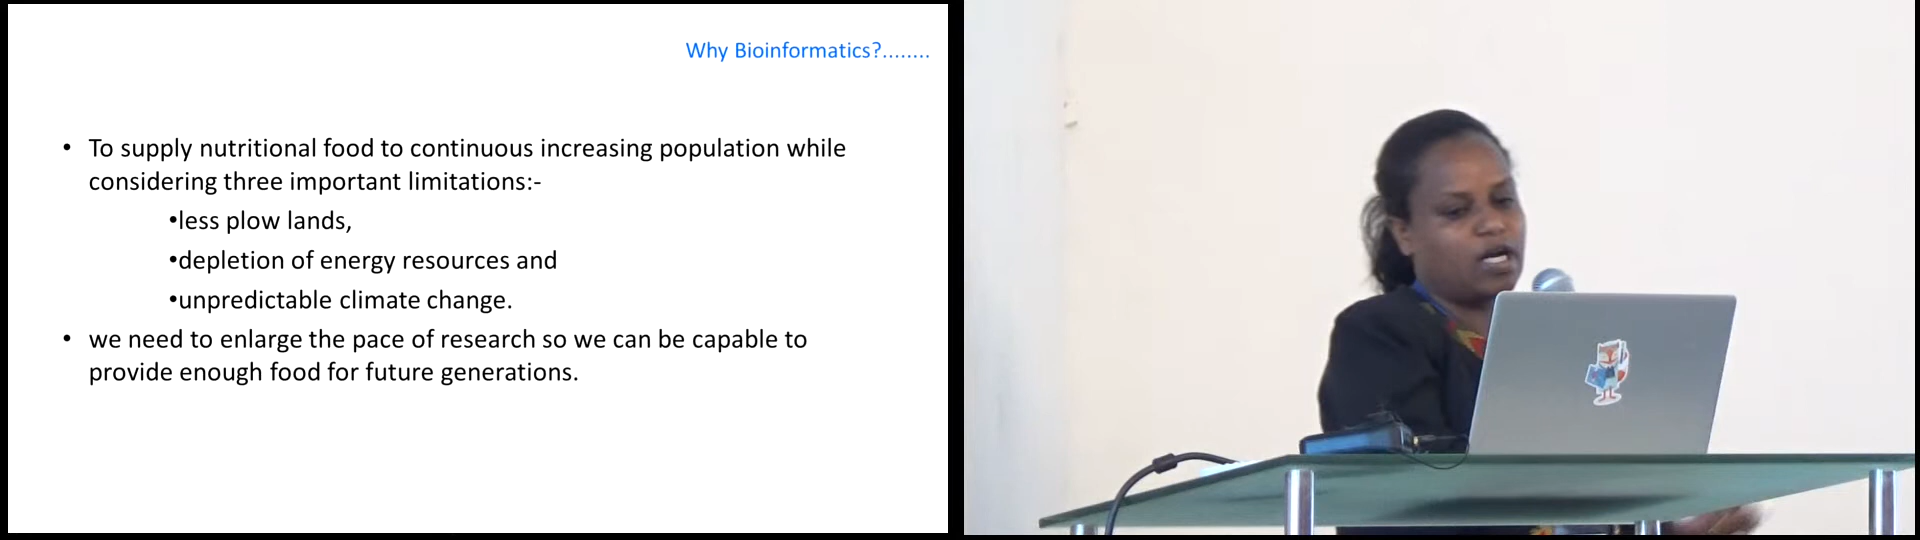 Why Bioinformatics?........
• To supply nutritional food to continuous increasing population while
considering three important limitations:-
•less plow lands,
•depletion of energy resources and
•unpredictable climate change.
• we need to enlarge the pace of research so we can be capable to
provide enough food for future generations.